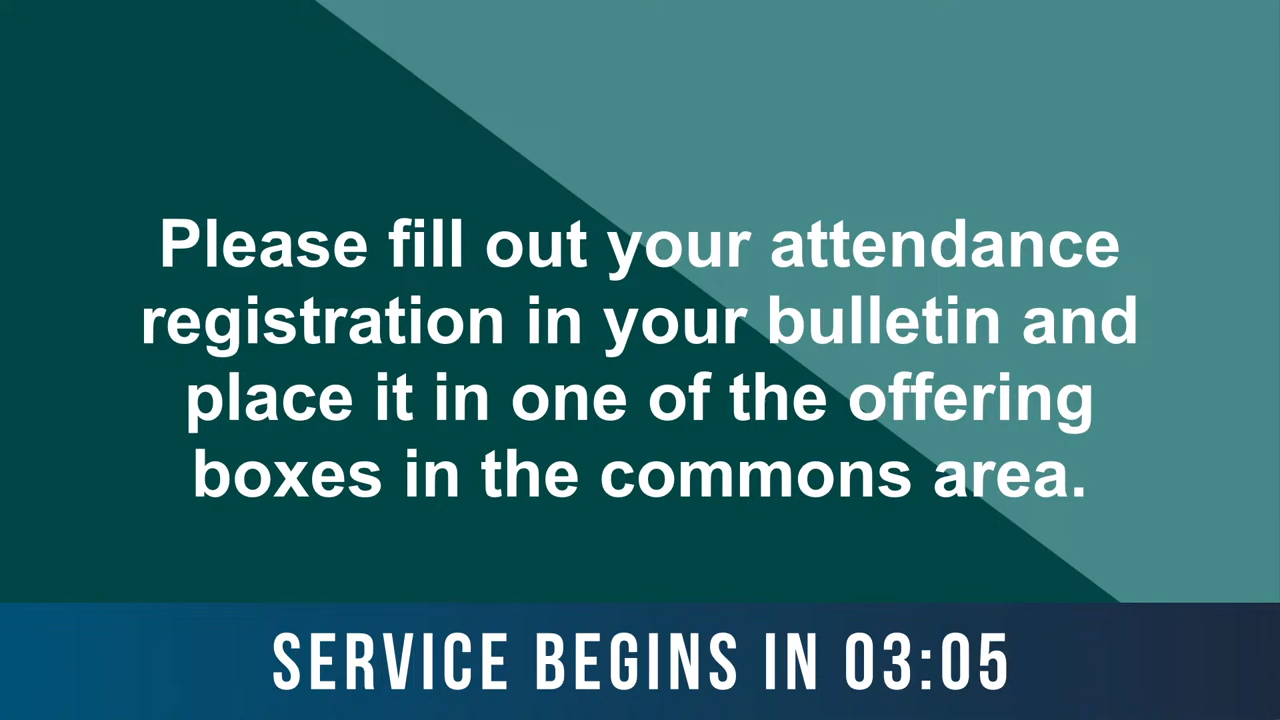 Please fill out your attendance
registration in your bulletin and
place it in one of the offering
boxes in the commons area.
SERVICE BEGINS IN 03:05